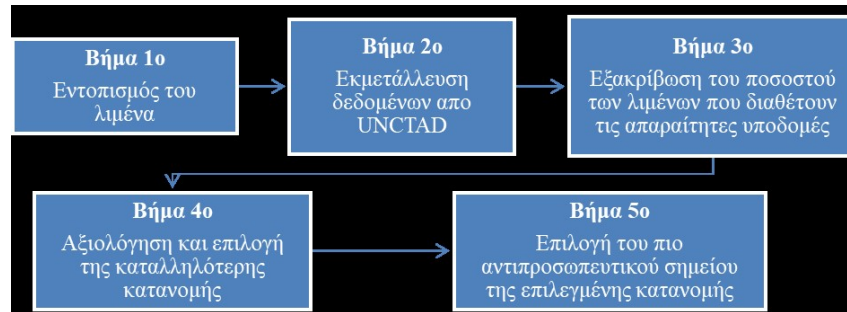 Βήμα 1ο
Εντοπισμός του
λιμένα
Βήμα 2ο
Εκμετάλλευση
δεδομένων απο
UNCTAD
Βήμα 3ο
Εξακρίβωση του ποσοστού
των λιμένων που διαθέτουν
τις απαραίτητες υποδομές
Βήμα 4ο
Αξιολόγηση και επιλογή
της καταλληλότερης
κατανομής
Βήμα 5ο
Επιλογή του πιο
αντιπροσωπευτικού σημείου
της επιλεγμένης κατανομής